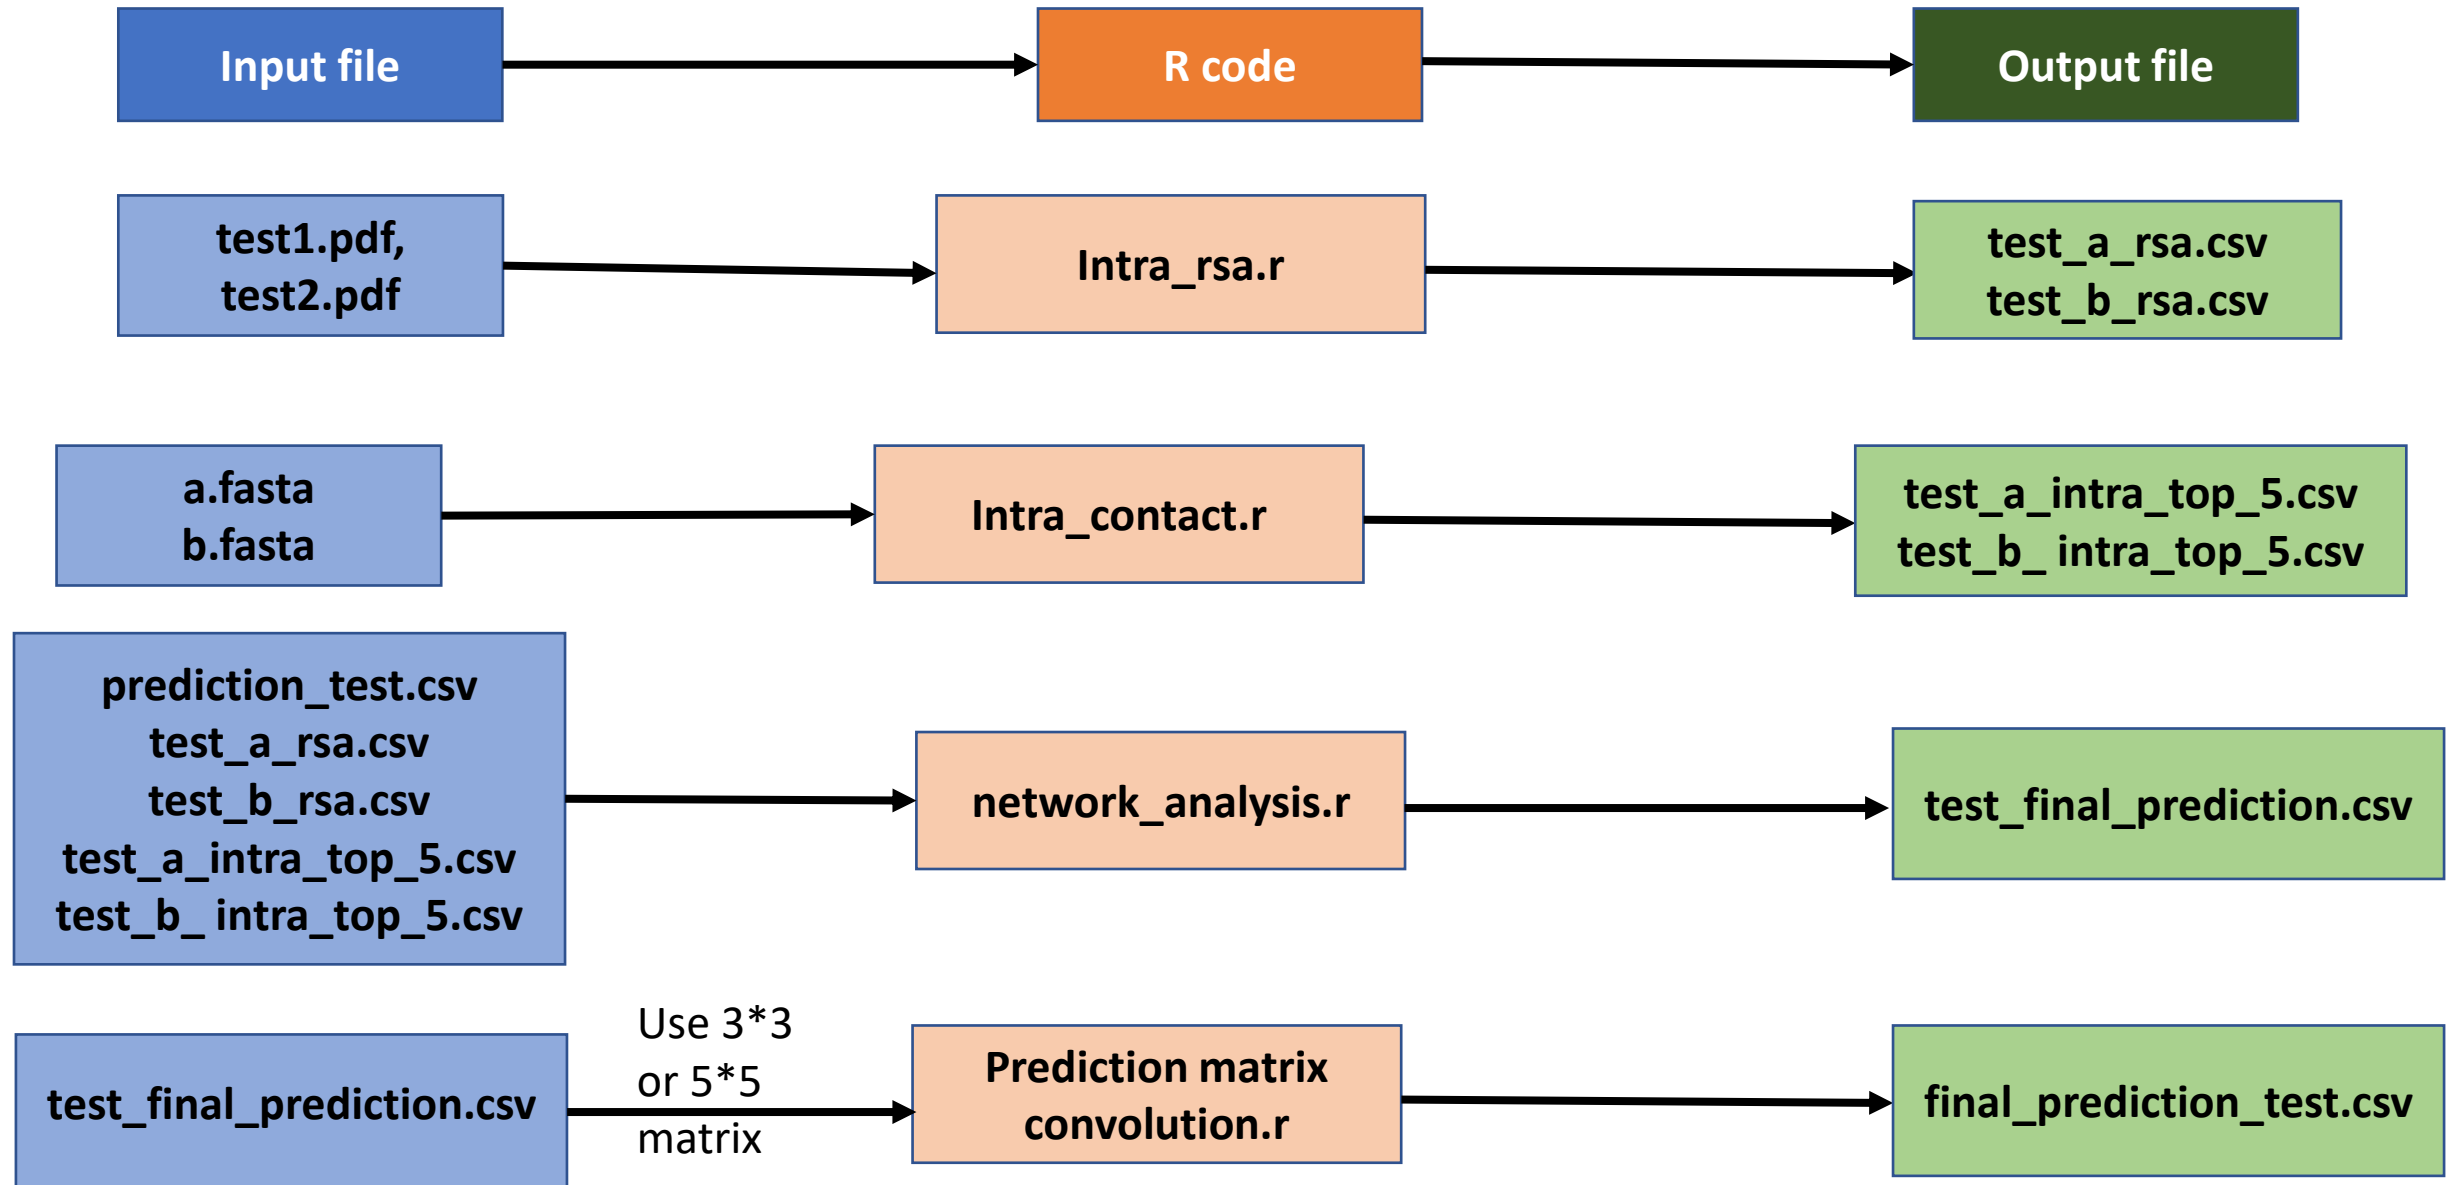 Input file
R code
Output file
test1.pdf,
test2.pdf
Intra_rsa.r
test_a_rsa.csv
test_b_rsa.csv
a.fasta
b.fasta
Intra_contact.r
test_a_intra_top_5.csv
test_b_ intra_top_5.csv
prediction_test.csv
test_a_rsa.csv
test_b_rsa.csv
test_a_intra_top_5.csv
test_b_ intra_top_5.csv
network_analysis.r
test_final_prediction.csv
test_final_prediction.csv
Use 3*3
or 5*5
matrix
Prediction matrix
convolution.r
final_prediction_test.csv